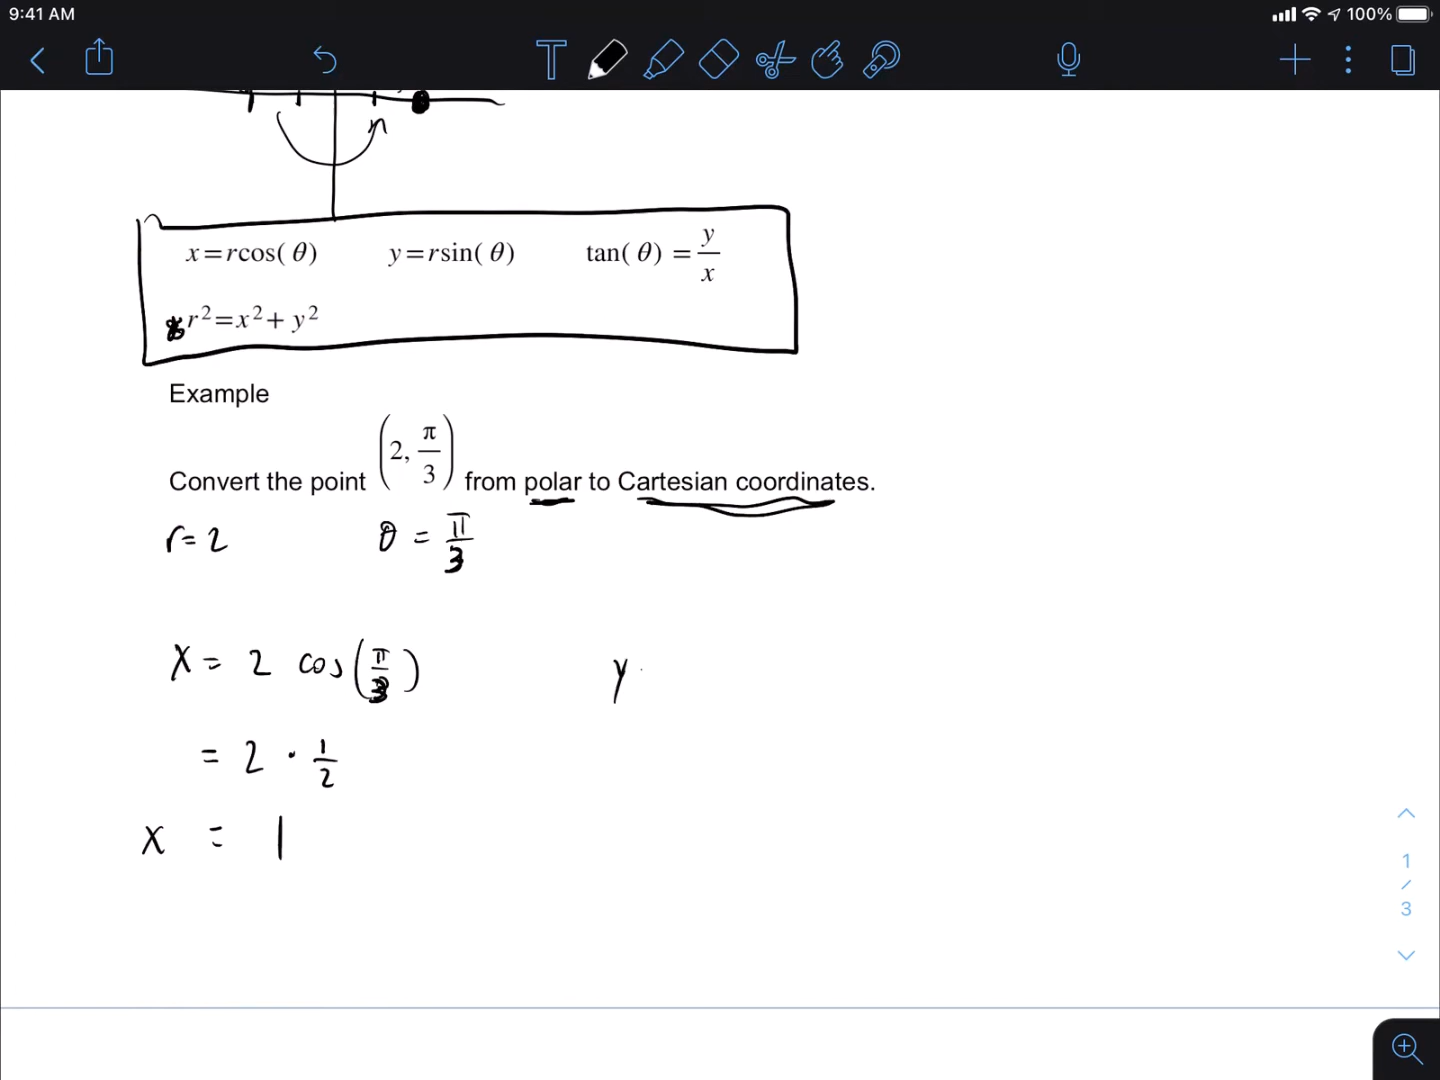 9:41 AM 100%
x=rcos(θ) y=rsin(θ) tan(θ)=y/x
r²=x²+y²
Example
Convert the point (2, π/3) from polar to Cartesian coordinates.
r=2 θ = π/3
x = 2 cos(π/3) y
= 2 · 1/2
x = 1
1
/
3